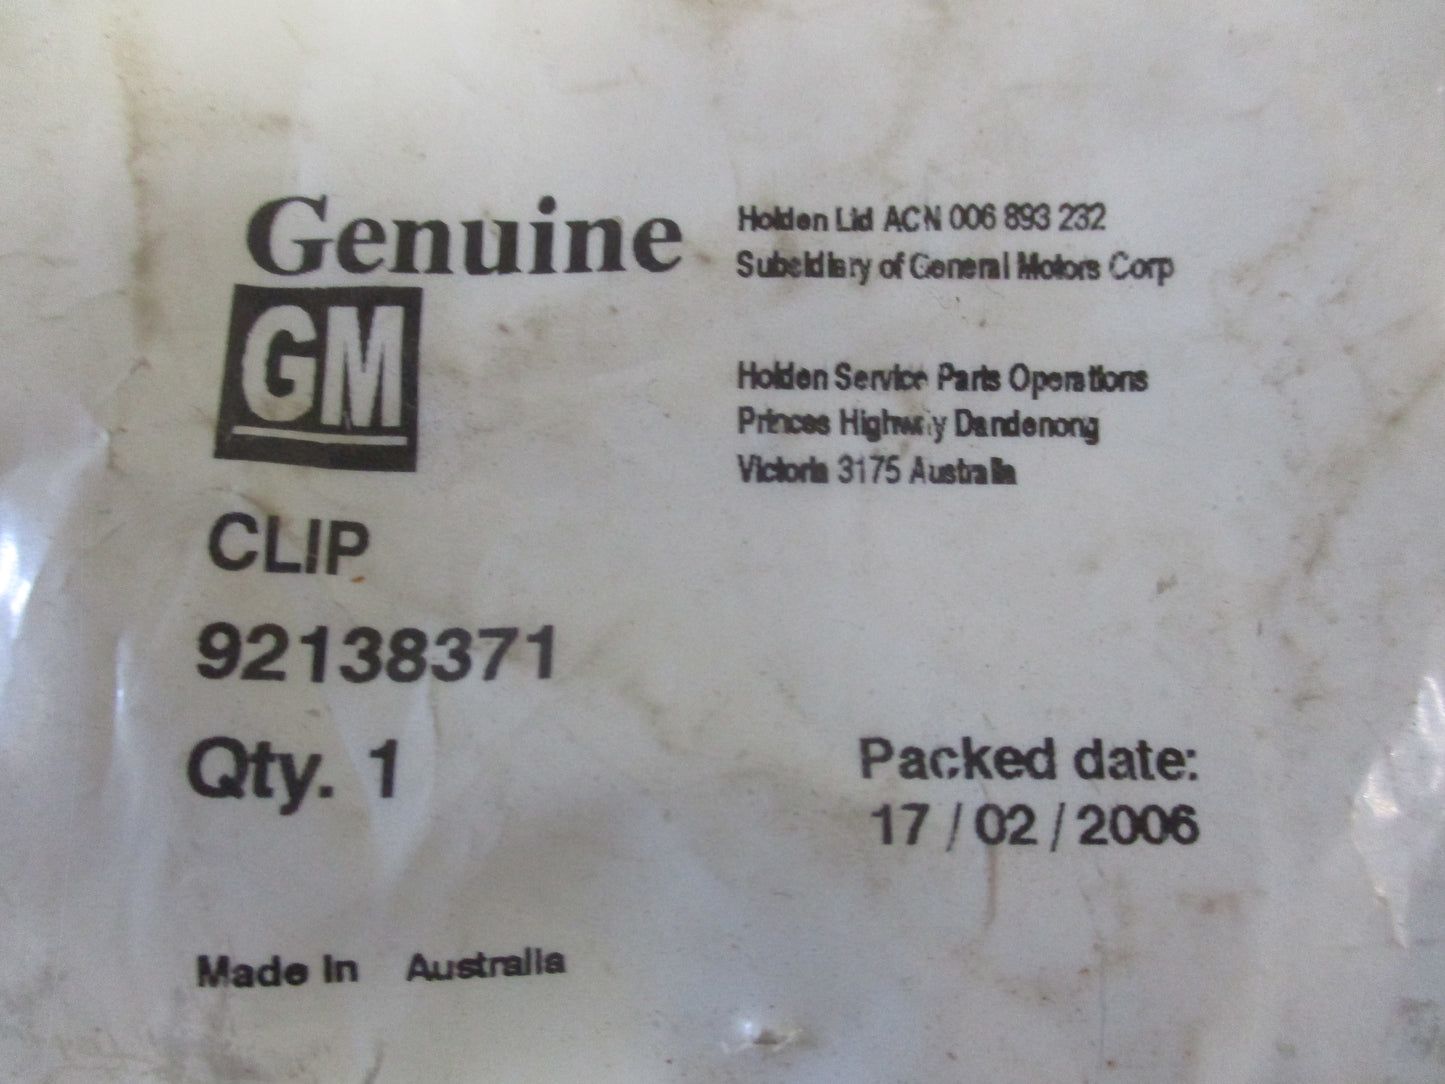 Genuine
GM
Holden Ltd ACN 006 893 232
Subsidiary of General Motors Corp
Holden Service Parts Operations
Princes Highway Dandenong
Victoria 3175 Australia
CLIP
92138371
Qty. 1
Packed date:
17 / 02 / 2006
Made In Australia